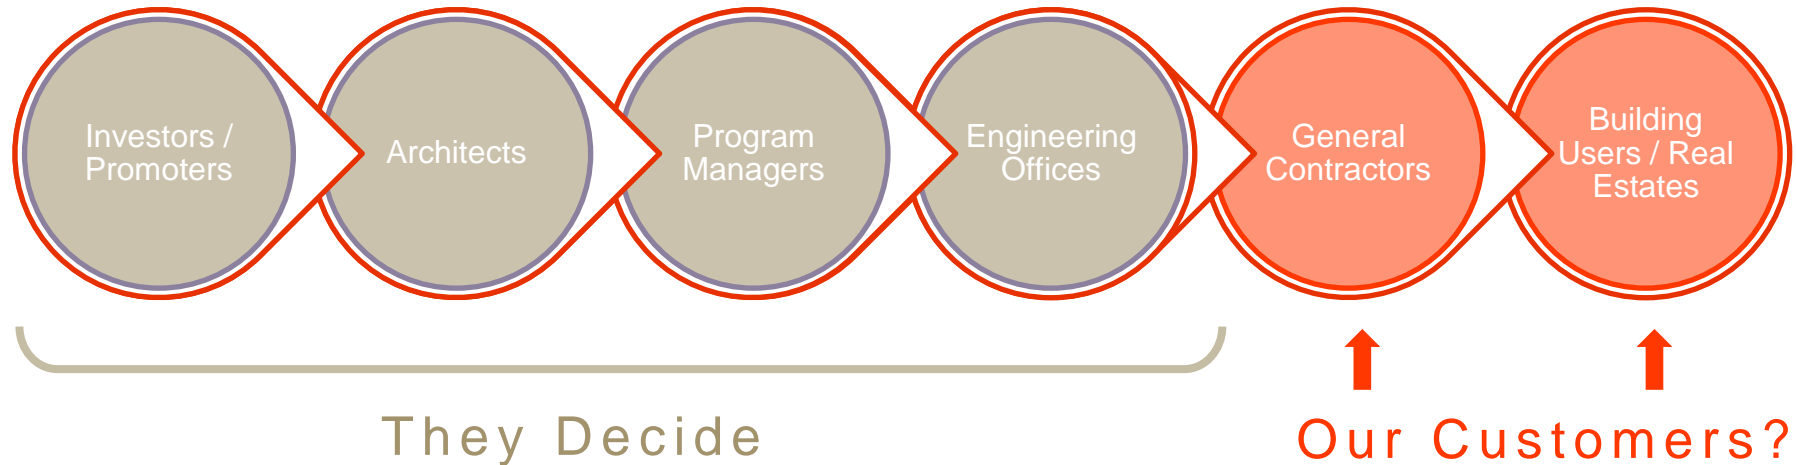 Investors /
Promoters
Architects
Program
Managers
Engineering
Offices
General
Contractors
Building
Users / Real
Estates
They Decide
Our Customers?